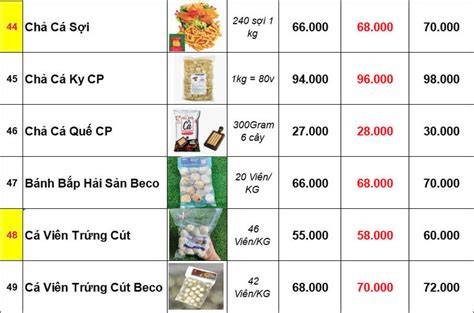 44 Chả Cá Sợi 240 sợi 1 kg 66.000 68.000 70.000
45 Chả Cá Ky CP 1kg = 80v 94.000 96.000 98.000
46 Chả Cá Quế CP 300Gram 6 cây 27.000 28.000 30.000
47 Bánh Bắp Hải Sản Beco 20 Viên/KG 66.000 68.000 70.000
48 Cá Viên Trứng Cút 46 Viên/KG 55.000 58.000 60.000
49 Cá Viên Trứng Cút Beco 42 Viên/KG 68.000 70.000 72.000